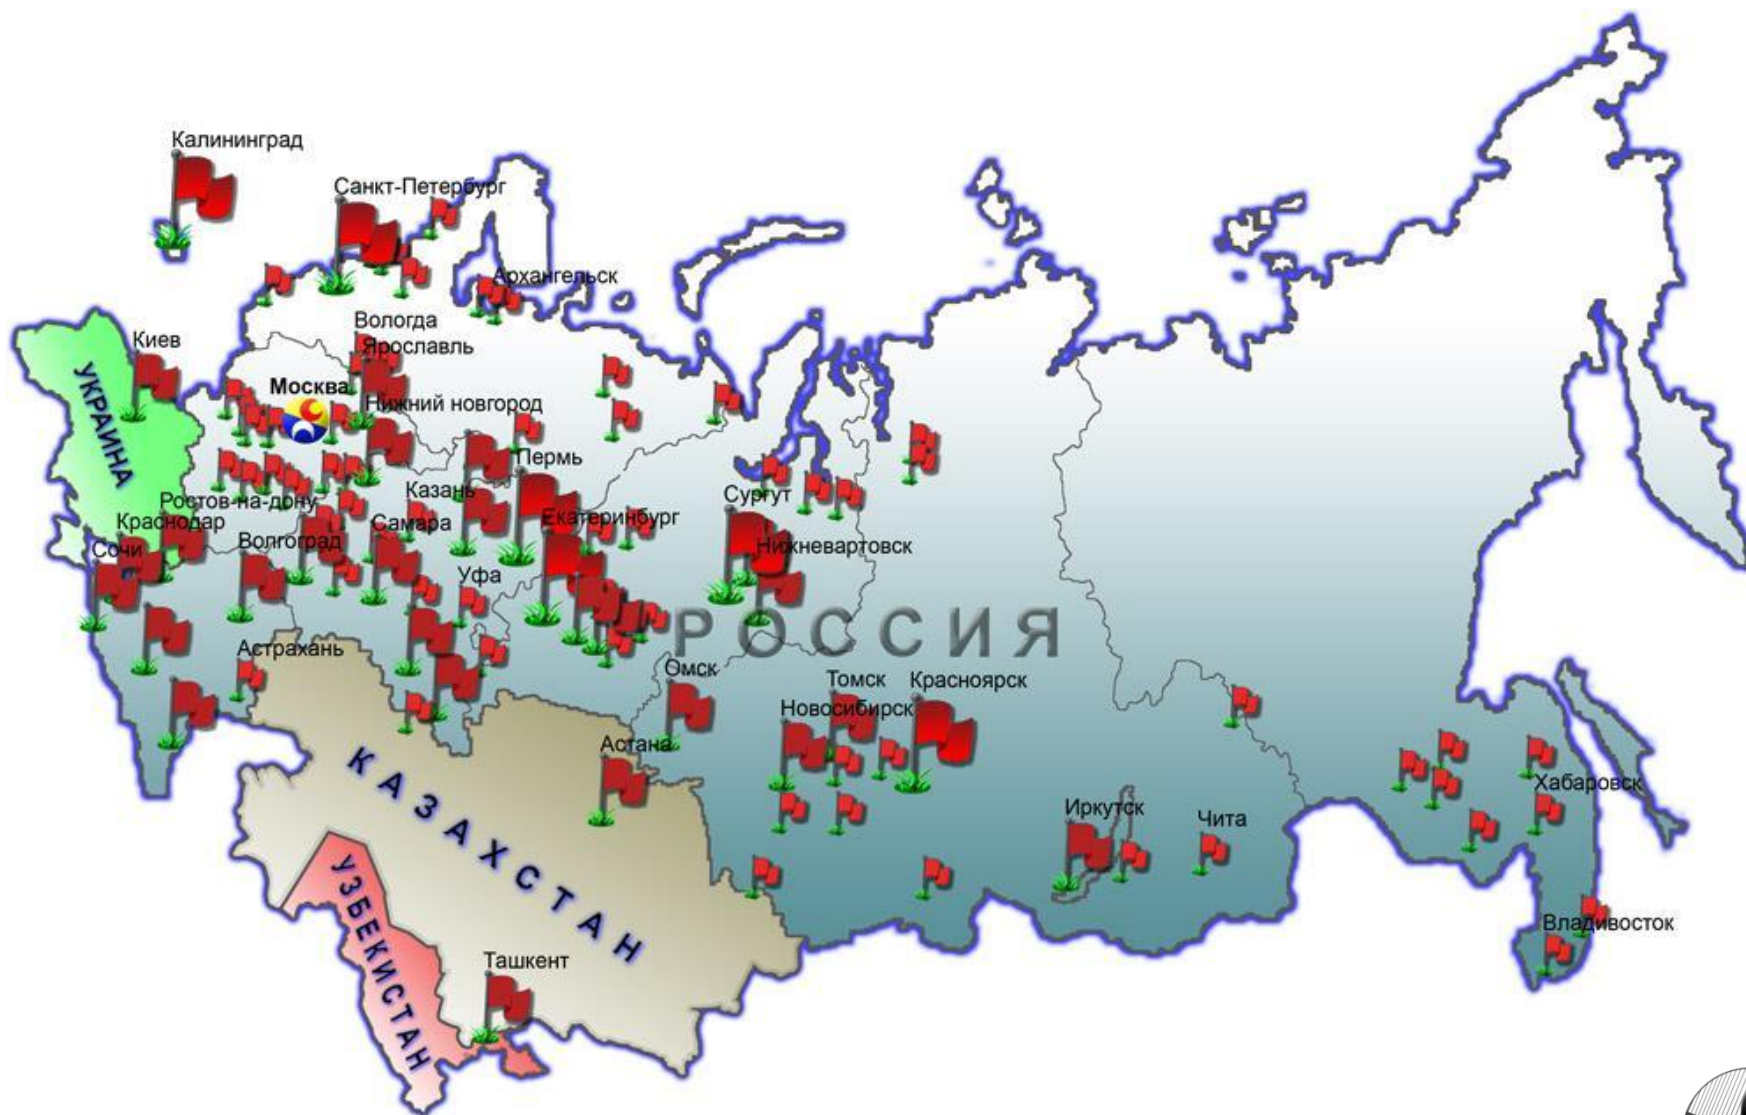 Калининград
Санкт-Петербург
Архангельск
Вологда
Ярославль
Киев
УКРАИНА
Москва
Нижний новгород
Пермь
Казань
Ростов-на-дону
Краснодар
Екатеринбург
Самара
Сургут
Нижневартовск
Волгоград
Сочи
Уфа
РОССИЯ
Астрахань
Омск
Томск
Красноярск
Новосибирск
Астана
КАЗАХСТАН
Хабаровск
Иркутск
Чита
УЗБЕКИСТАН
Владивосток
Ташкент